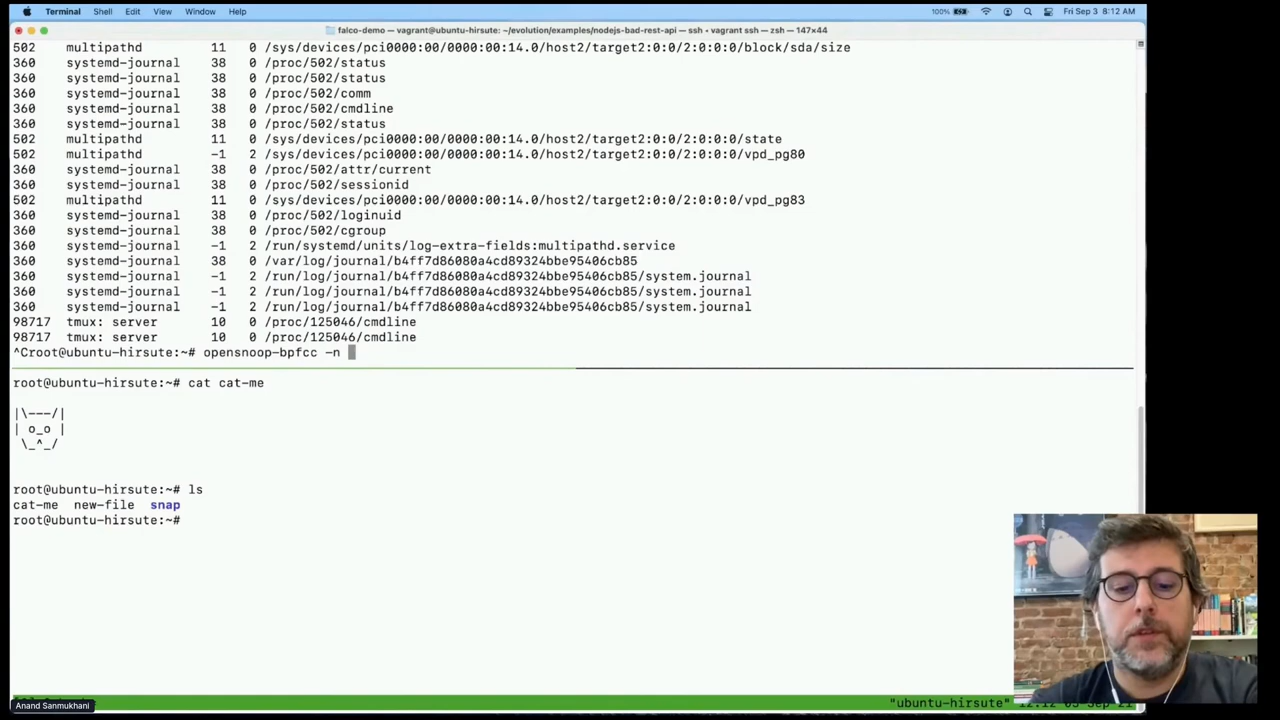 Terminal Shell Edit View Window Help 100% Fri Sep 3 8:12 AM
falco-demo — vagrant@ubuntu-hirsute: ~/evolution/examples/nodejs-bad-rest-api — ssh ‹ vagrant ssh — zsh — 147×44
502 multipathd 11 0 /sys/devices/pci0000:00/0000:00:14.0/host2/target2:0:0/2:0:0:0/block/sda/size
360 systemd-journal 38 0 /proc/502/status
360 systemd-journal 38 0 /proc/502/status
360 systemd-journal 38 0 /proc/502/comm
360 systemd-journal 38 0 /proc/502/cmdline
360 systemd-journal 38 0 /proc/502/status
502 multipathd 11 0 /sys/devices/pci0000:00/0000:00:14.0/host2/target2:0:0/2:0:0:0/state
502 multipathd -1 2 /sys/devices/pci0000:00/0000:00:14.0/host2/target2:0:0/2:0:0:0/vpd_pg80
360 systemd-journal 38 0 /proc/502/attr/current
360 systemd-journal 38 0 /proc/502/sessionid
502 multipathd 11 0 /sys/devices/pci0000:00/0000:00:14.0/host2/target2:0:0/2:0:0:0/vpd_pg83
360 systemd-journal 38 0 /proc/502/loginuid
360 systemd-journal 38 0 /proc/502/cgroup
360 systemd-journal -1 2 /run/systemd/units/log-extra-fields:multipathd.service
360 systemd-journal 38 0 /var/log/journal/b4ff7d86080a4cd89324bbe95406cb85
360 systemd-journal -1 2 /run/log/journal/b4ff7d86080a4cd89324bbe95406cb85/system.journal
360 systemd-journal -1 2 /run/log/journal/b4ff7d86080a4cd89324bbe95406cb85/system.journal
360 systemd-journal -1 2 /run/log/journal/b4ff7d86080a4cd89324bbe95406cb85/system.journal
98717 tmux: server 10 0 /proc/125046/cmdline
98717 tmux: server 10 0 /proc/125046/cmdline
^Croot@ubuntu-hirsute:~# opensnoop-bpfcc -n
root@ubuntu-hirsute:~# cat cat-me
|\---/|
| o_o |
\_^_/
root@ubuntu-hirsute:~# ls
cat-me new-file snap
root@ubuntu-hirsute:~#
"ubuntu-hirsute" 12:12 03-Sep-21
Anand Sanmukhani